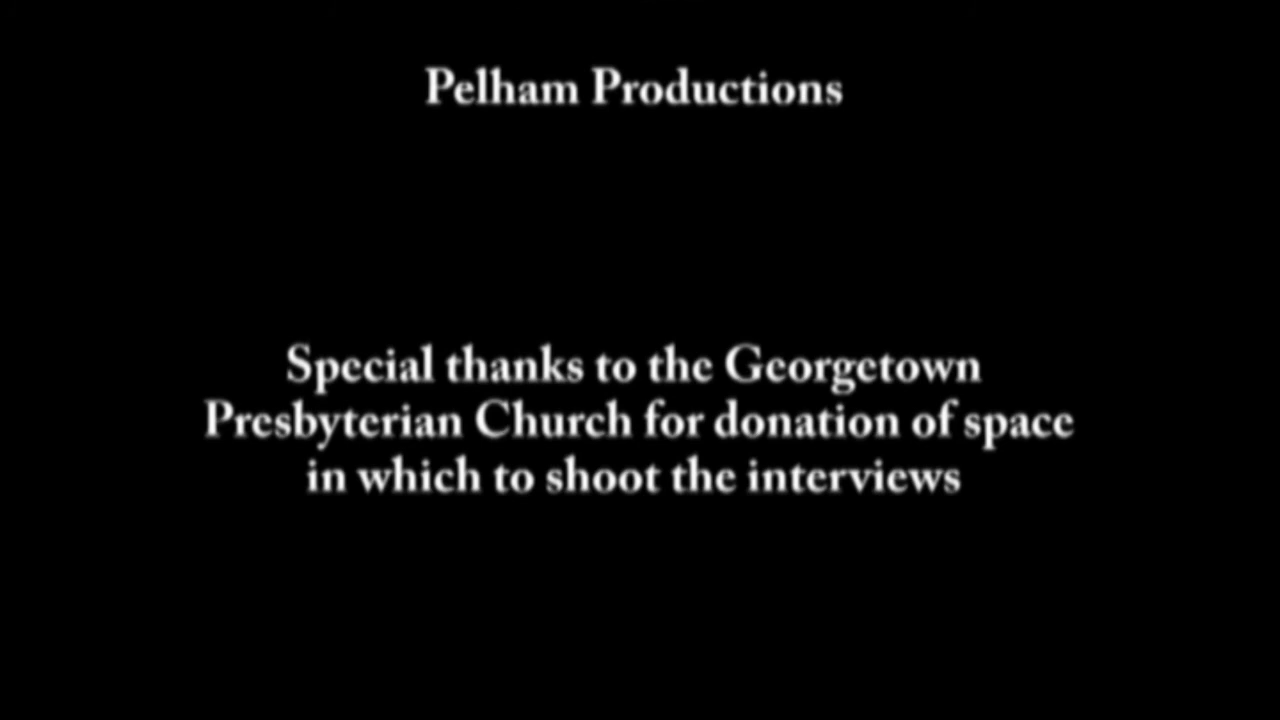 Pelham Productions
Special thanks to the Georgetown
Presbyterian Church for donation of space
in which to shoot the interviews